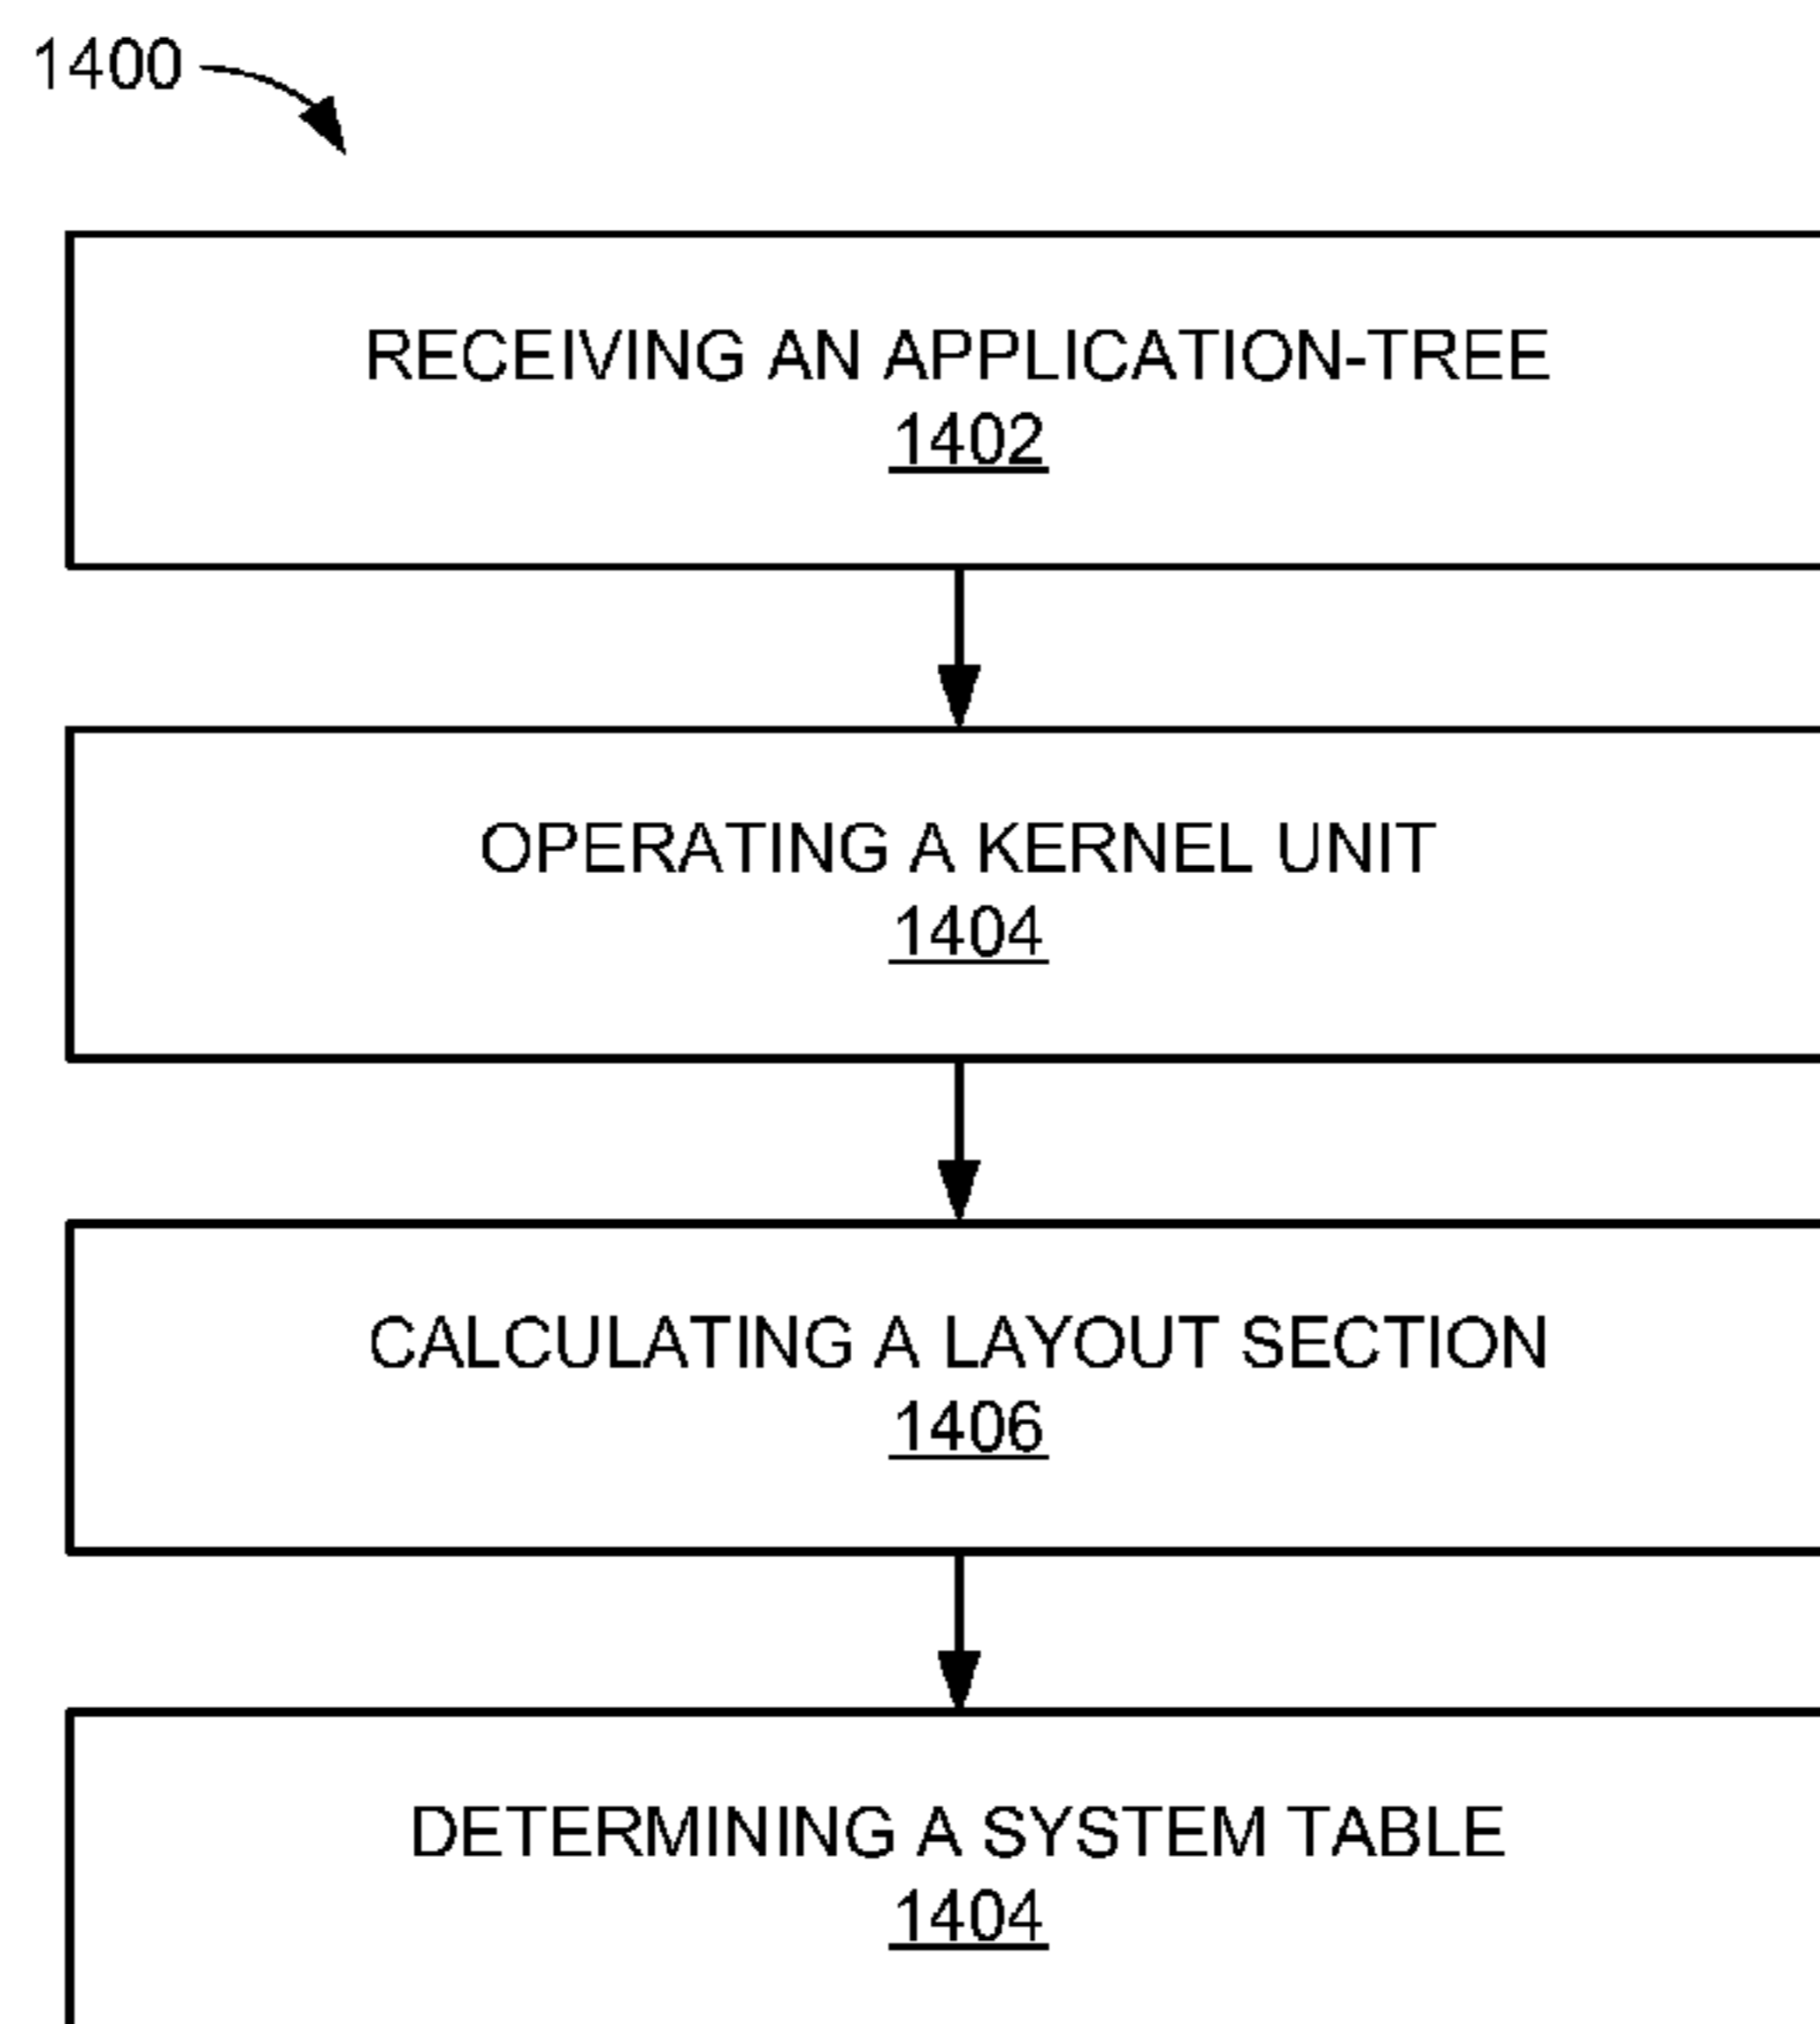 1400
RECEIVING AN APPLICATION-TREE
1402
OPERATING A KERNEL UNIT
1404
CALCULATING A LAYOUT SECTION
1406
DETERMINING A SYSTEM TABLE
1404